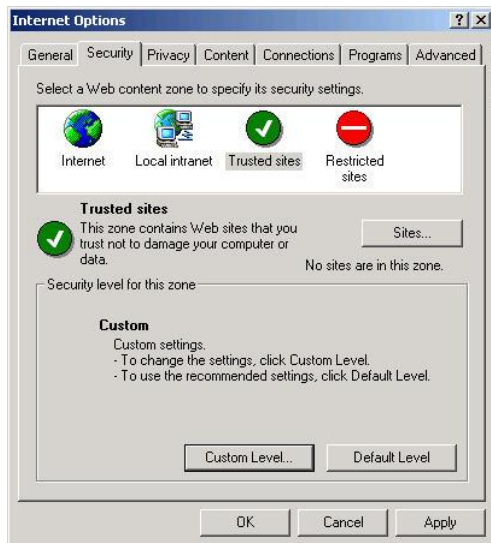 Internet Options
General Security Privacy Content Connections Programs Advanced
Select a Web content zone to specify its security settings.
Internet Local intranet Trusted sites Restricted
sites
Trusted sites
This zone contains Web sites that you
trust not to damage your computer or
data.
Sites...
No sites are in this zone.
Security level for this zone
Custom
Custom settings.
- To change the settings, click Custom Level.
- To use the recommended settings, click Default Level.
Custom Level... Default Level
OK Cancel Apply